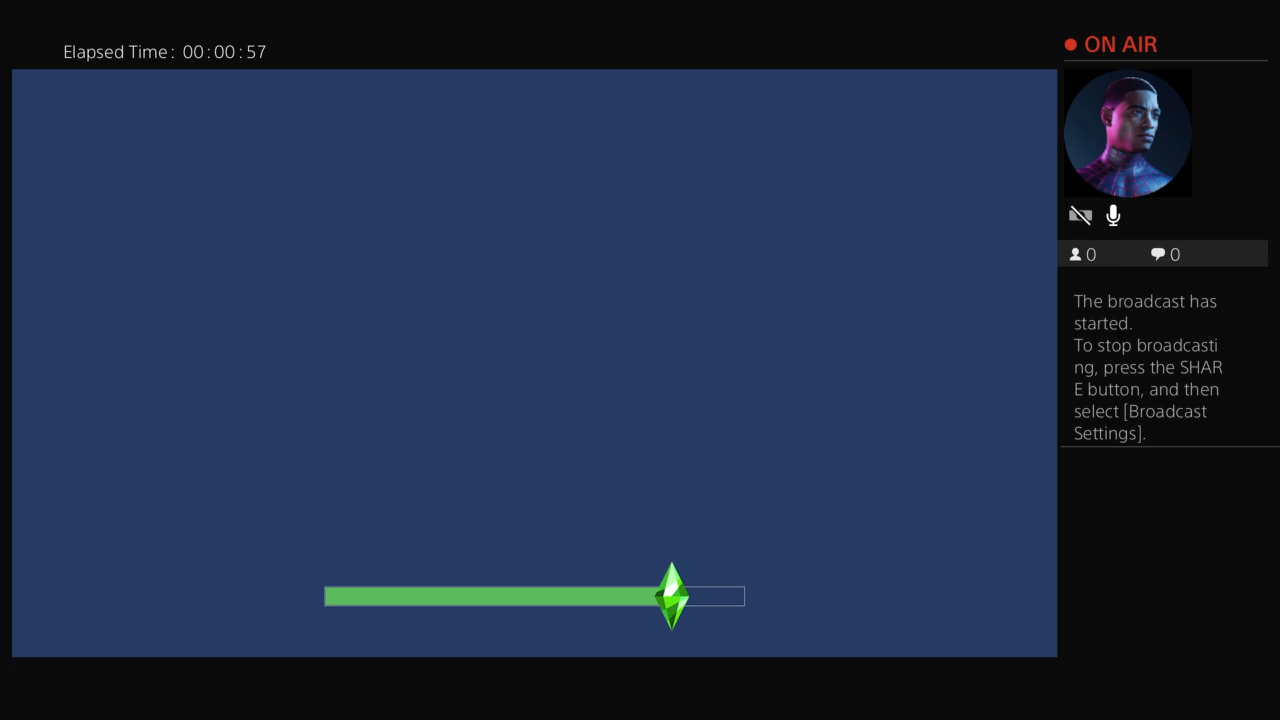 Elapsed Time: 00:00:57
ON AIR
0
0
The broadcast has
started.
To stop broadcasti
ng, press the SHAR
E button, and then
select [Broadcast
Settings].